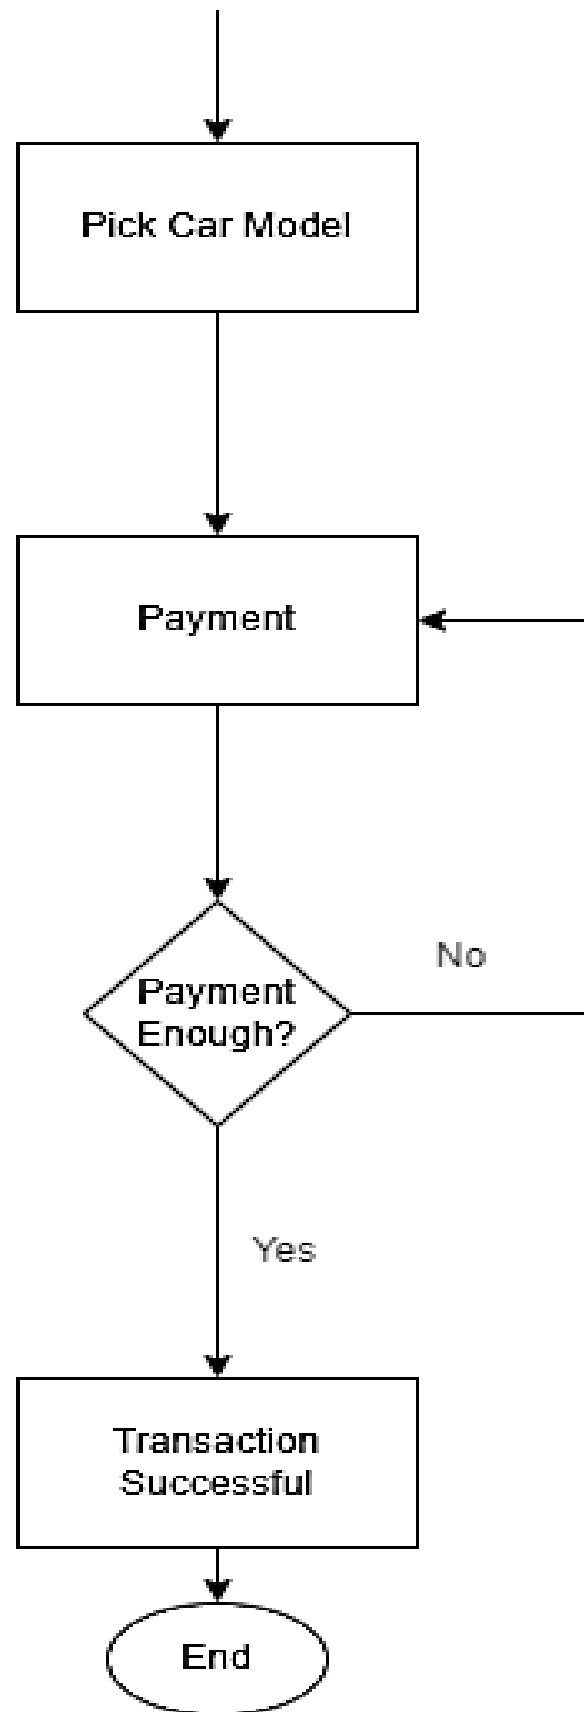 Pick Car Model
Payment
Payment
Enough?
No
Yes
Transaction
Successful
End